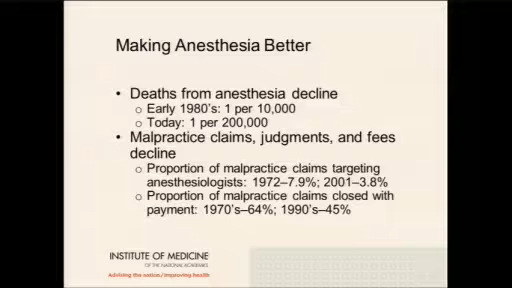 Making Anesthesia Better
• Deaths from anesthesia decline
o Early 1980's: 1 per 10,000
o Today: 1 per 200,000
• Malpractice claims, judgments, and fees
decline
o Proportion of malpractice claims targeting
anesthesiologists: 1972–7.9%; 2001–3.8%
o Proportion of malpractice claims closed with
payment: 1970's–64%; 1990's–45%
INSTITUTE OF MEDICINE
OF THE NATIONAL ACADEMIES
Advising the nation/Improving health